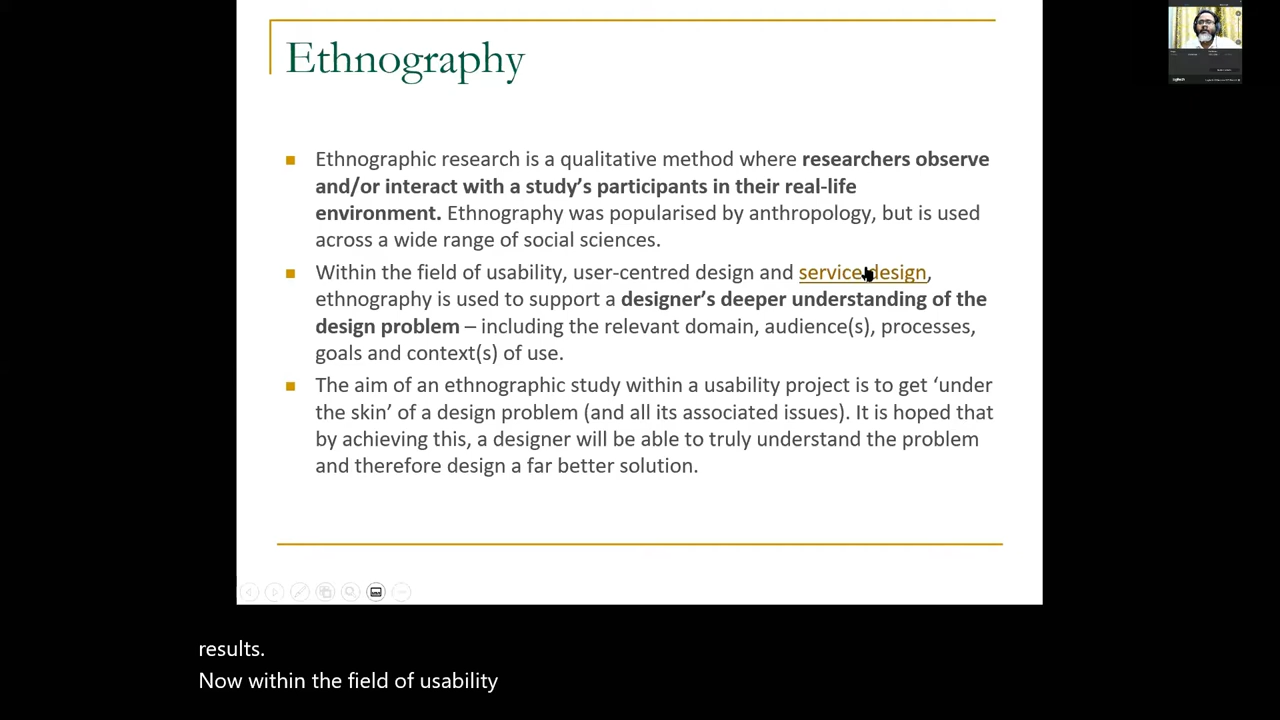 Ethnography
Ethnographic research is a qualitative method where researchers observe
and/or interact with a study's participants in their real-life
environment. Ethnography was popularised by anthropology, but is used
across a wide range of social sciences.
Within the field of usability, user-centred design and service design,
ethnography is used to support a designer's deeper understanding of the
design problem – including the relevant domain, audience(s), processes,
goals and context(s) of use.
The aim of an ethnographic study within a usability project is to get ‘under
the skin’ of a design problem (and all its associated issues). It is hoped that
by achieving this, a designer will be able to truly understand the problem
and therefore design a far better solution.
results.
Now within the field of usability